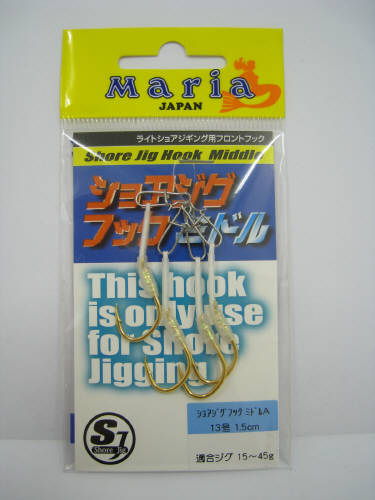 Maria
JAPAN
ライトショアジギング用フロントフック
Shore Jig Hook Middle
ショアジグ
フックミドル
This hook
is only use
for Shore
Jigging
S7
Shore Jig
ショアジグフック ミドルA
13号 1.5cm
適合ジグ 15～45g